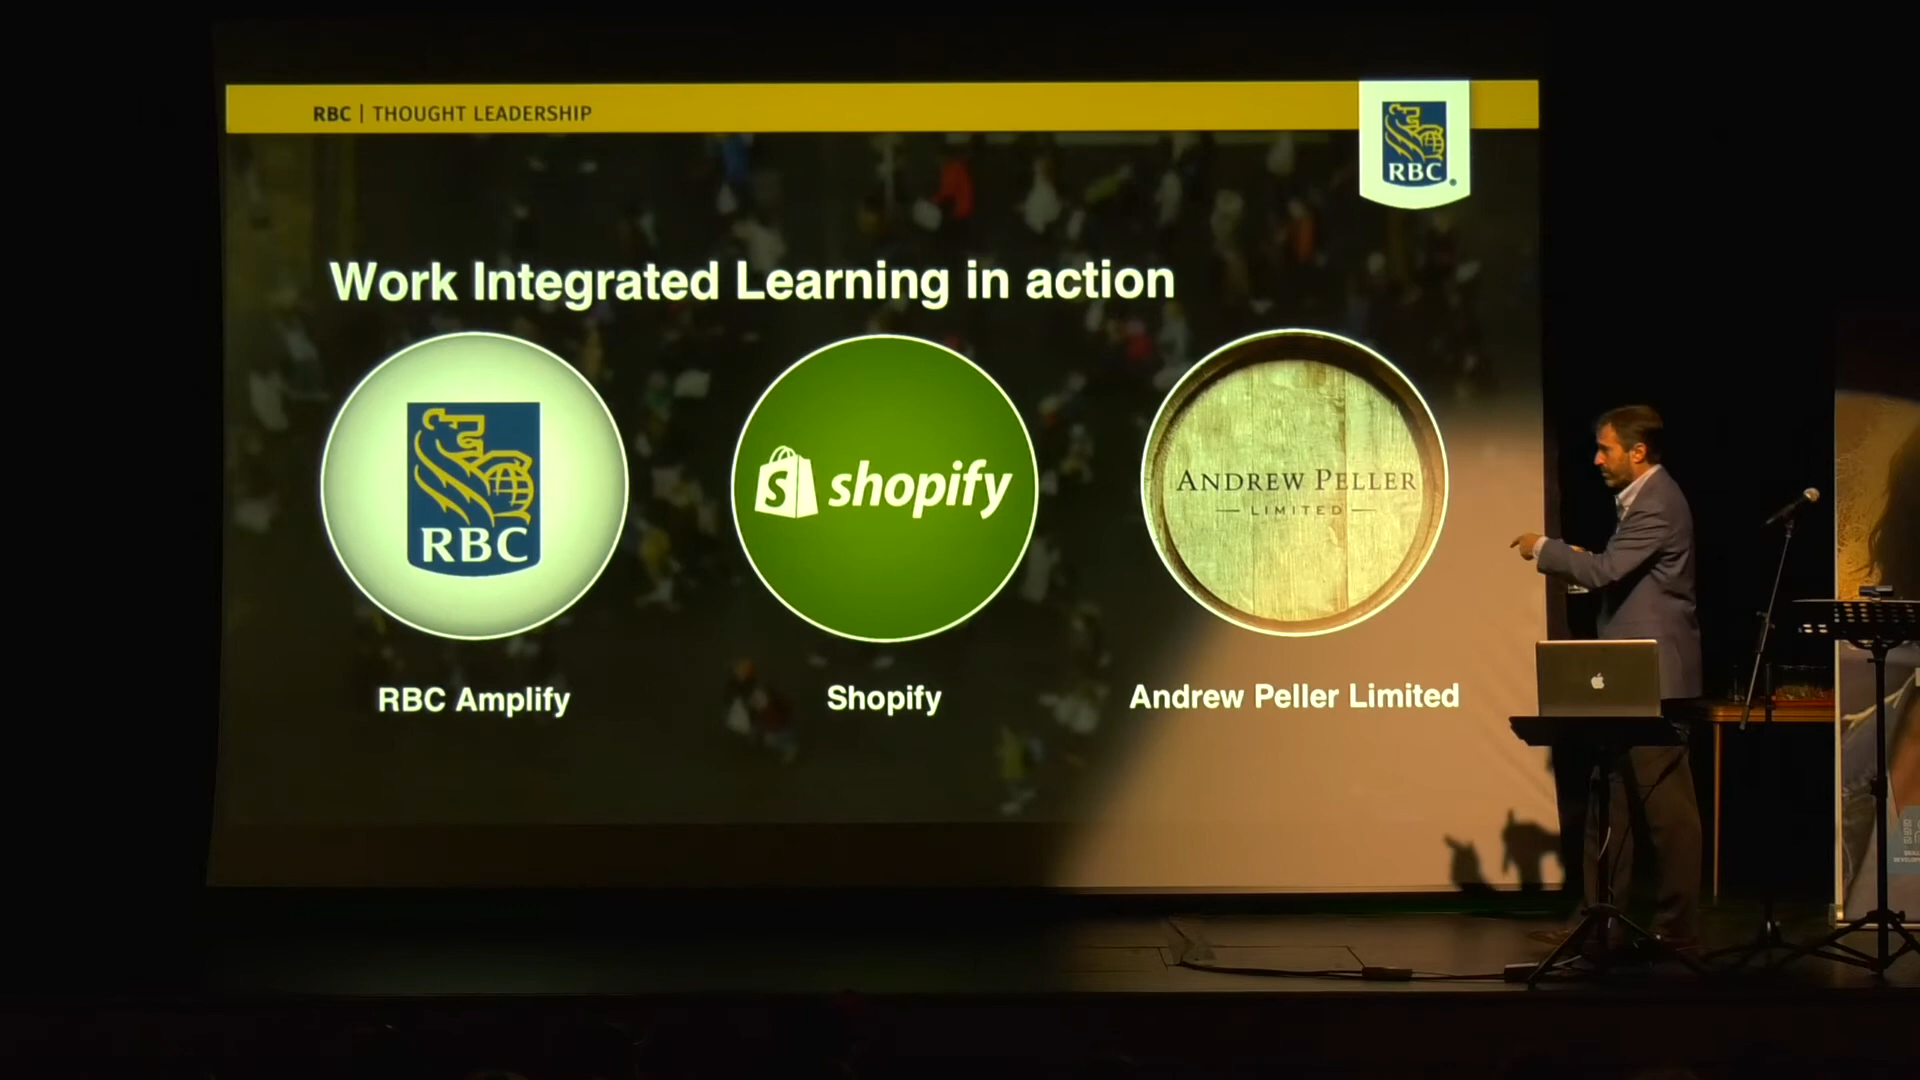 RBC | THOUGHT LEADERSHIP
RBC
Work Integrated Learning in action
RBC
shopify
ANDREW PELLER
LIMITED
RBC Amplify
Shopify
Andrew Peller Limited